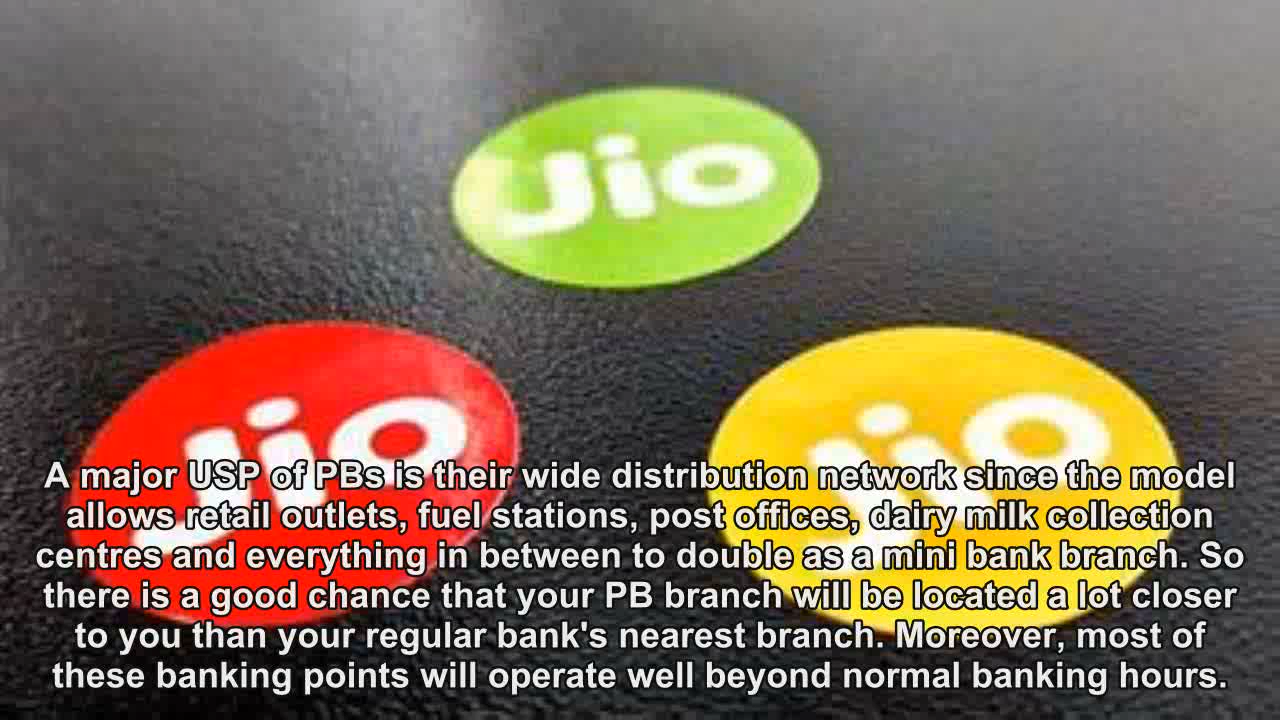 Jio
Jio
Jio
A major USP of PBs is their wide distribution network since the model
allows retail outlets, fuel stations, post offices, dairy milk collection
centres and everything in between to double as a mini bank branch. So
there is a good chance that your PB branch will be located a lot closer
to you than your regular bank's nearest branch. Moreover, most of
these banking points will operate well beyond normal banking hours.